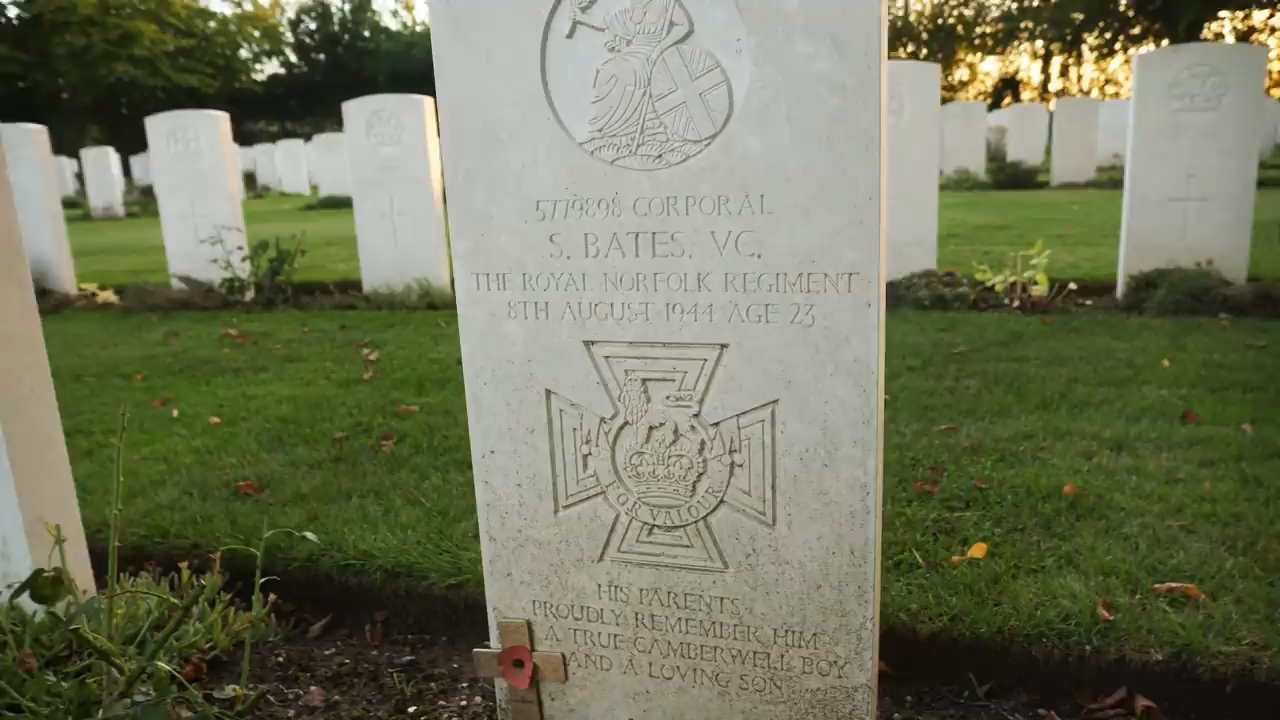 5779898 CORPORAL
S. BATES. VC.
THE ROYAL NORFOLK REGIMENT
8TH AUGUST 1944 AGE 23
FOR VALOUR
HIS PARENTS
PROUDLY REMEMBER HIM
A TRUE CAMBERWELL BOY
AND A LOVING SON